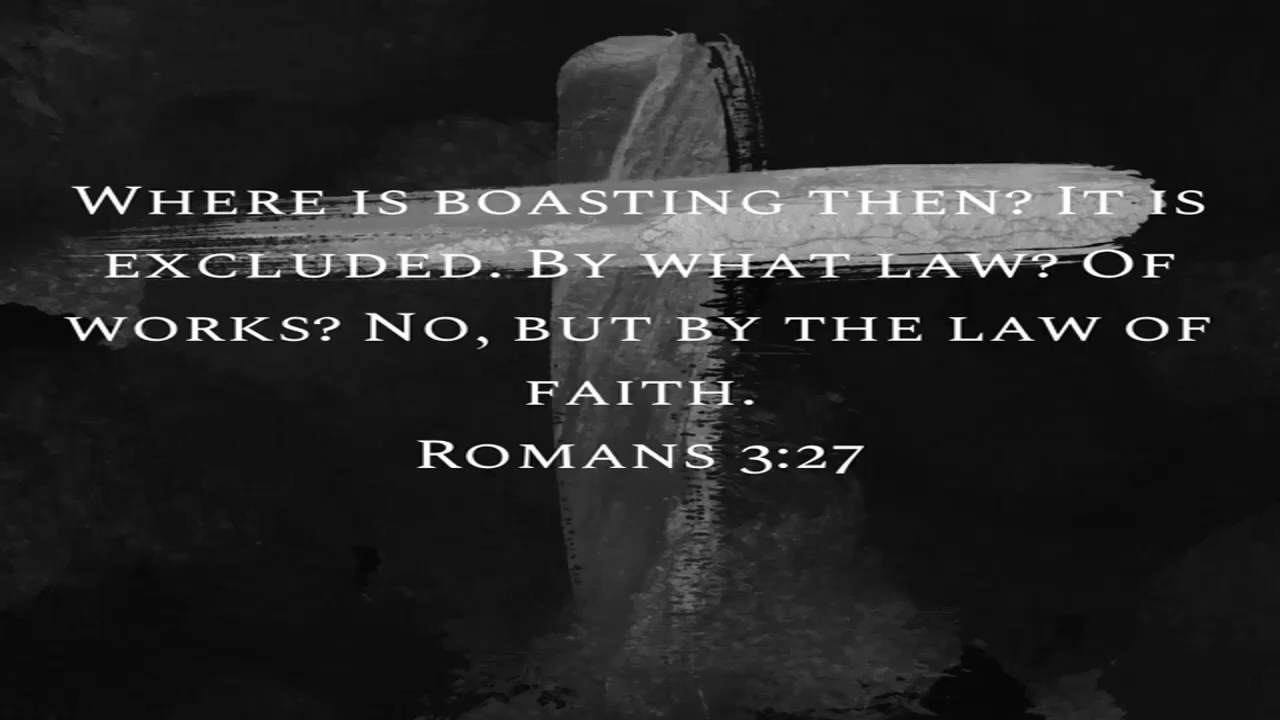 Where is boasting then? It is
excluded. By what law? Of
works? No, but by the law of
faith.
Romans 3:27